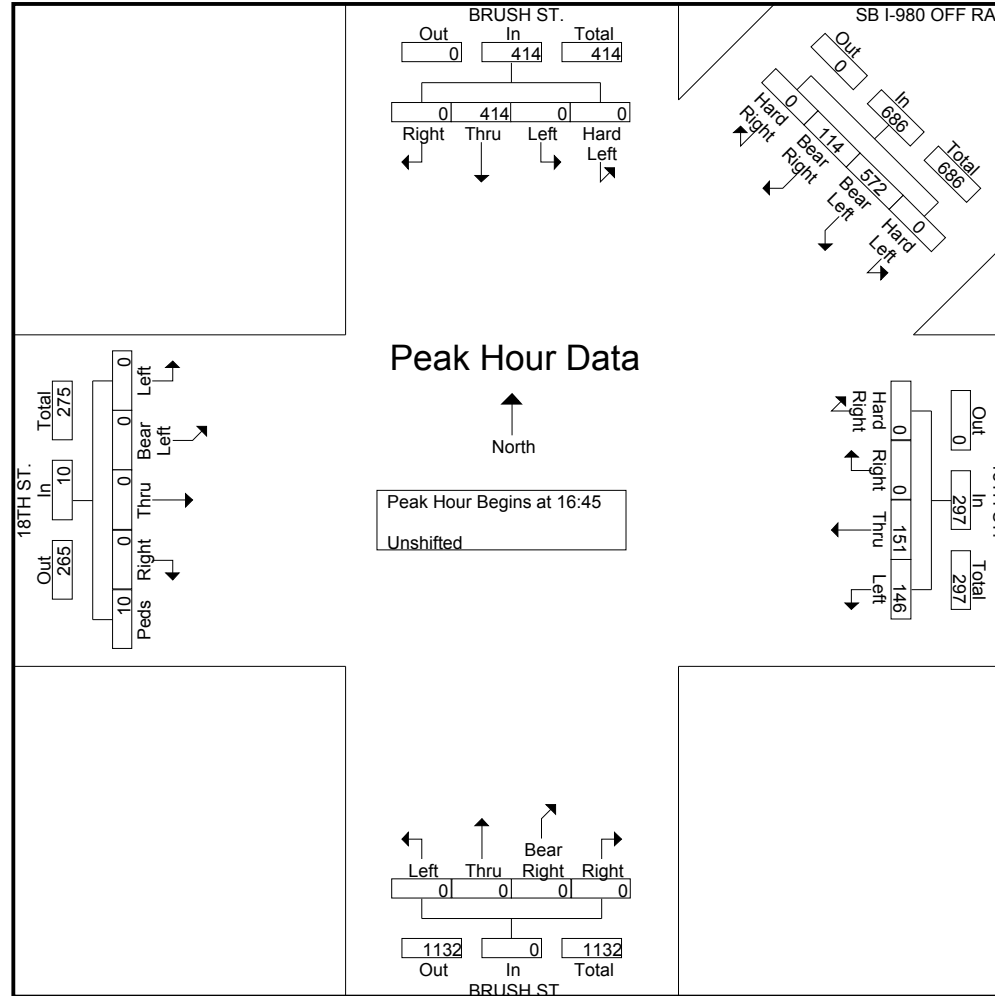 BRUSH ST.
Out In Total
0 414 414
0 414 0 0
Right Thru Left Hard
Left
SB I-980 OFF RA
Out
0
In
686
Total
686
0 114 572 0
Hard
Right
Bear
Right
Bear
Left
Hard
Left
Peak Hour Data
North
Peak Hour Begins at 16:45
Unshifted
18TH ST.
Out In Total
265 10 275
0 0 0 0 10
Left
Bear
Left
Thru
Right
Peds
Out In Total
0 297 297
0 0 151 146
Hard
Right
Right
Thru
Left
Bear
Left Thru Right Right
0 0 0 0
1132 0 1132
Out In Total
BRUSH ST.